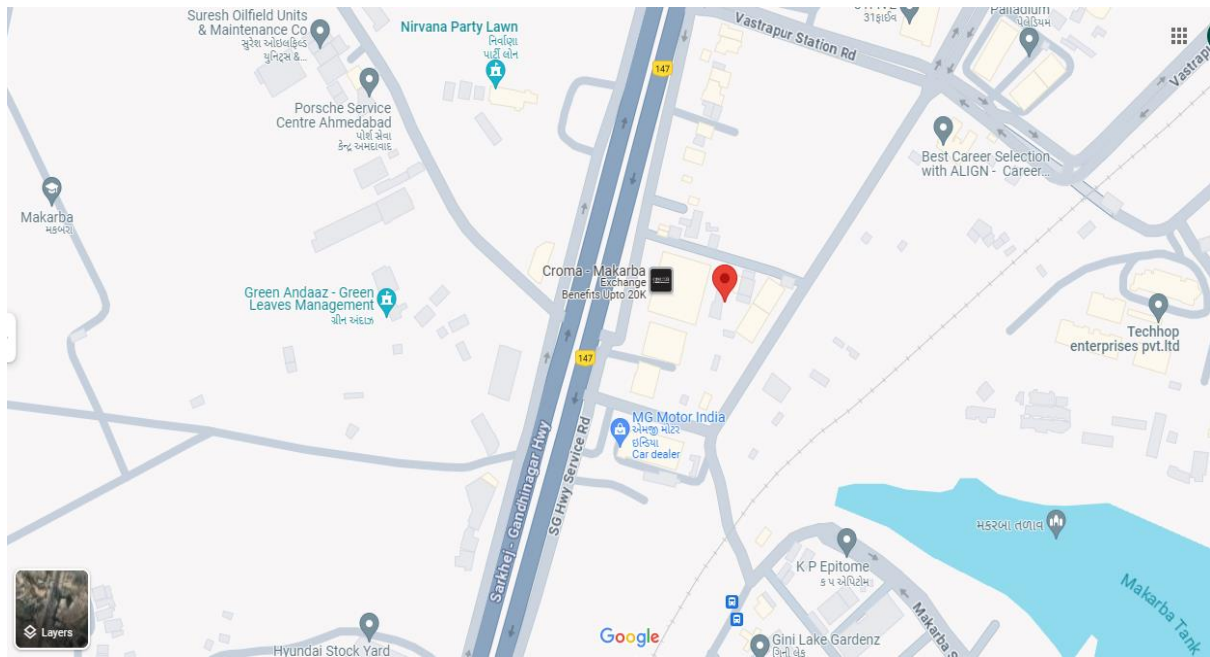 Suresh Oilfield Units
& Maintenance Co
સુરેશ ઓઇલફિલ્ડ
યુનિટ્સ &...
Nirvana Party Lawn
નિર્વાણા
પાર્ટી લોન
147
Vastrapur Station Rd
31ફાઈવ
Palladium
પેલેડિયમ
Porsche Service
Centre Ahmedabad
પોર્શ સેવા
કેન્દ્ર અમદાવાદ
Best Career Selection
with ALIGN - Career...
Makarba
મકરબા
Croma - Makarba
Exchange
Benefits Upto 20K
Green Andaaz - Green
Leaves Management
ગ્રીન અંદાઝ
Techhop
enterprises pvt.ltd
147
MG Motor India
એમજી મોટર
ઇન્ડિયા
Car dealer
Sarkhej - Gandhinagar Hwy
SG Hwy Service Rd
મકરબા તળાવ
K P Epitome
ક પ એપિટોમ
Makarba Tank
Layers
Google
Hyundai Stock Yard
Gini Lake Gardenz
ગિની લેક